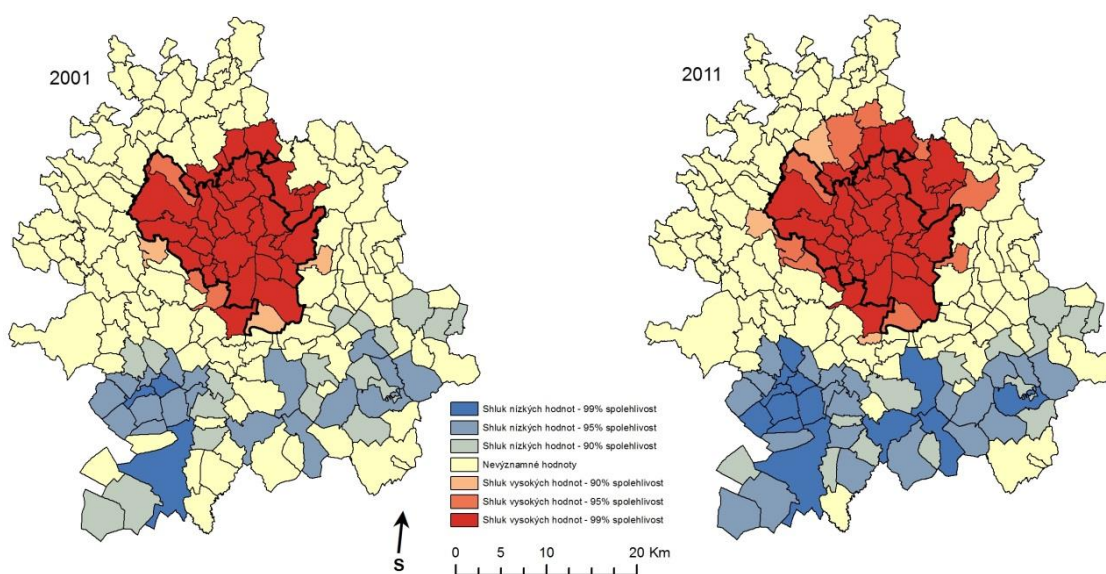 2001
2011
Shluk nízkých hodnot - 99% spolehlivost
Shluk nízkých hodnot - 95% spolehlivost
Shluk nízkých hodnot - 90% spolehlivost
Nevýznamné hodnoty
Shluk vysokých hodnot - 90% spolehlivost
Shluk vysokých hodnot - 95% spolehlivost
Shluk vysokých hodnot - 99% spolehlivost
S
0 5 10 20 Km